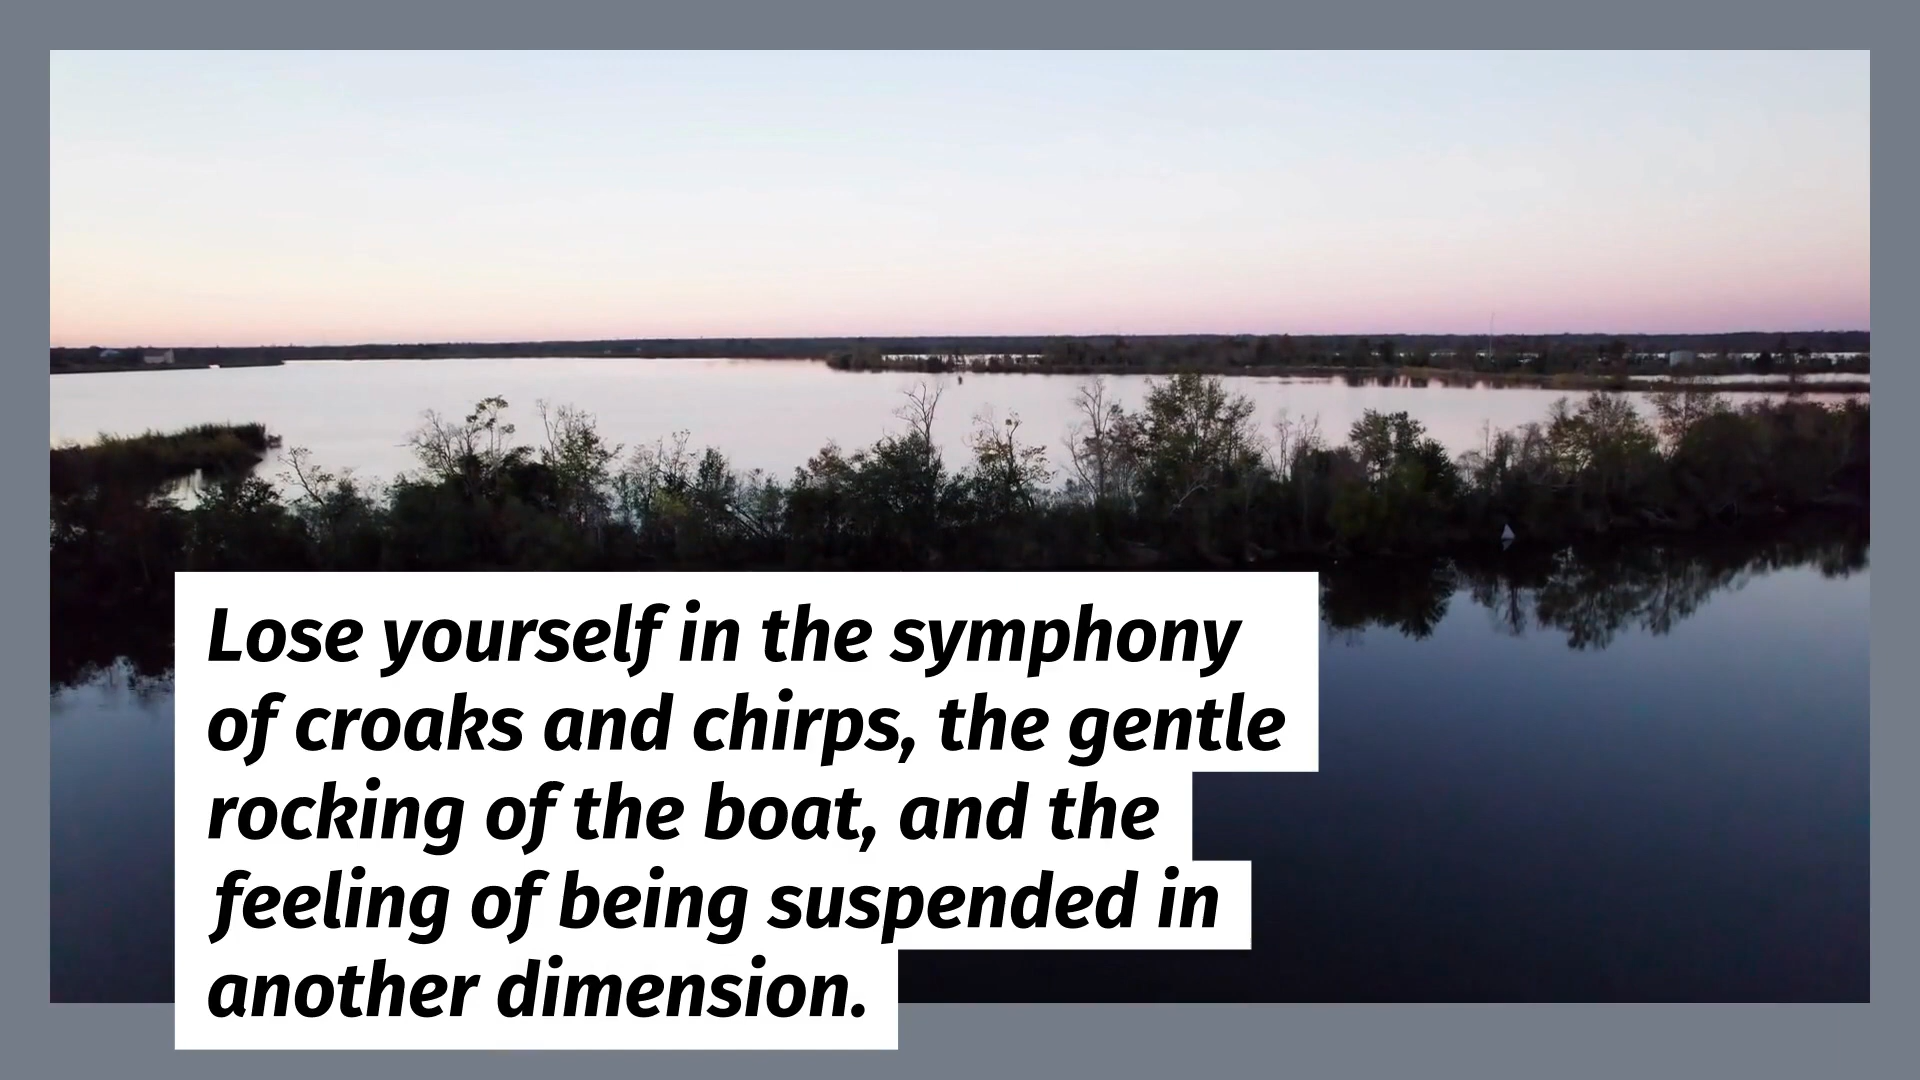 Lose yourself in the symphony
of croaks and chirps, the gentle
rocking of the boat, and the
feeling of being suspended in
another dimension.